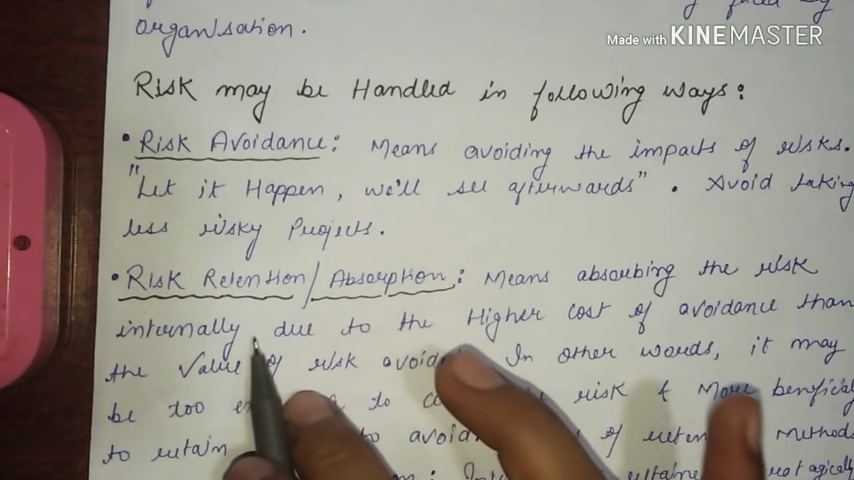 organisation.
Made with KINEMASTER
Risk may be Handled in following ways:
• Risk Avoidance: Means avoiding the impacts of risks.
"Let it Happen, we'll see afterwards". Avoid taking
less risky Projects.
• Risk Retention/Absorption: Means absorbing the risk
internally due to the Higher cost of avoidance than
the Value of risk In other words, it may
be too to risk & More beneficial
to retain to of Methods